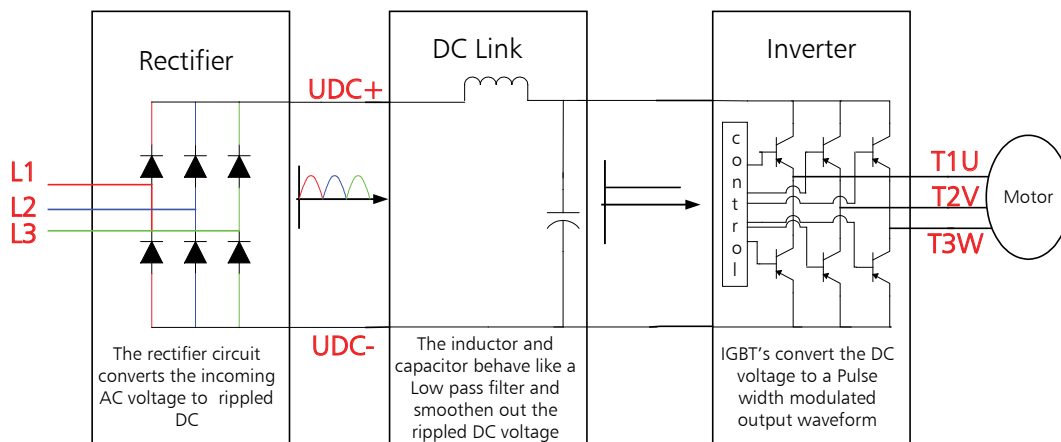 Rectifier
DC Link
Inverter
UDC+
L1
L2
L3
control
T1U
T2V
T3W
Motor
UDC-
The rectifier circuit
converts the incoming
AC voltage to rippled
DC
The inductor and
capacitor behave like a
Low pass filter and
smoothen out the
rippled DC voltage
IGBT's convert the DC
voltage to a Pulse
width modulated
output waveform